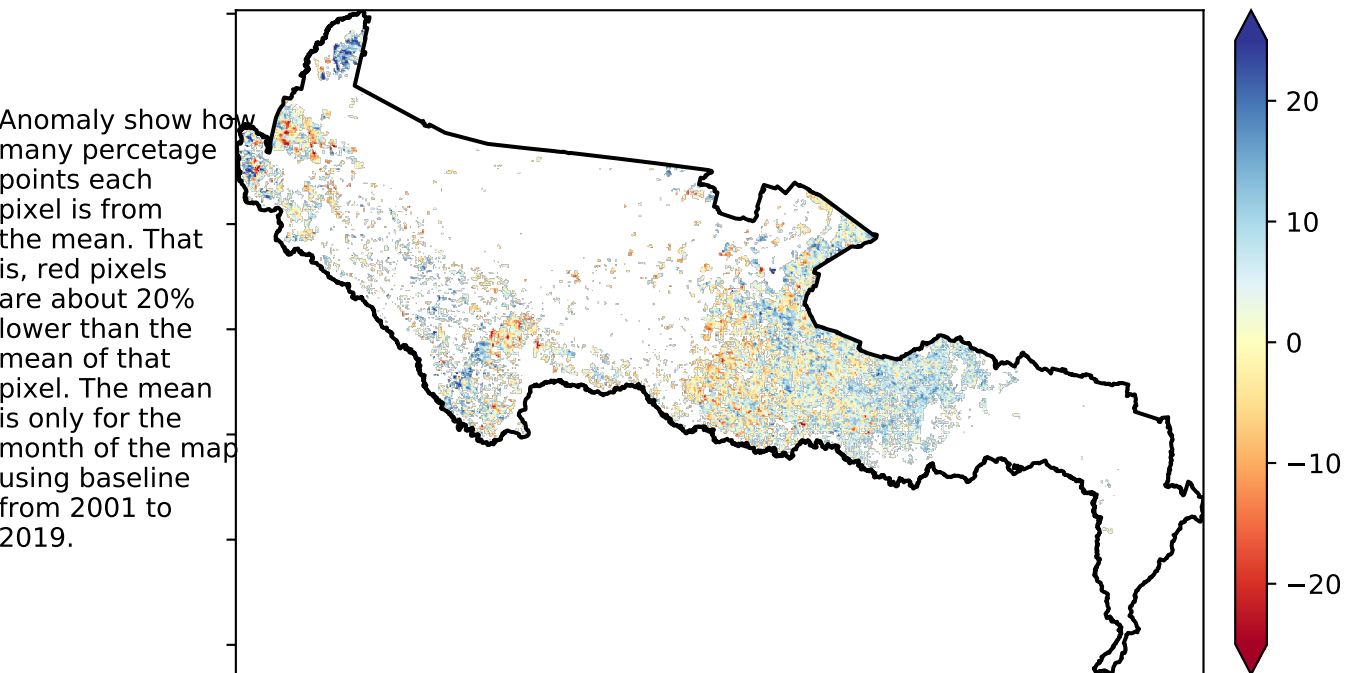 Anomaly show how
many percetage
points each
pixel is from
the mean. That
is, red pixels
are about 20%
lower than the
mean of that
pixel. The mean
is only for the
month of the map
using baseline
from 2001 to
2019.
20
10
0
−10
−20